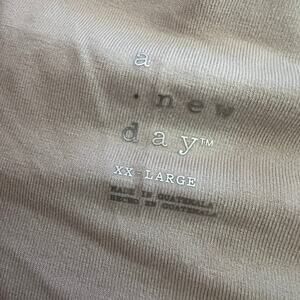 a
new
day™
XX-LARGE
MADE IN GUATEMALA
HECHO EN GUATEMALA